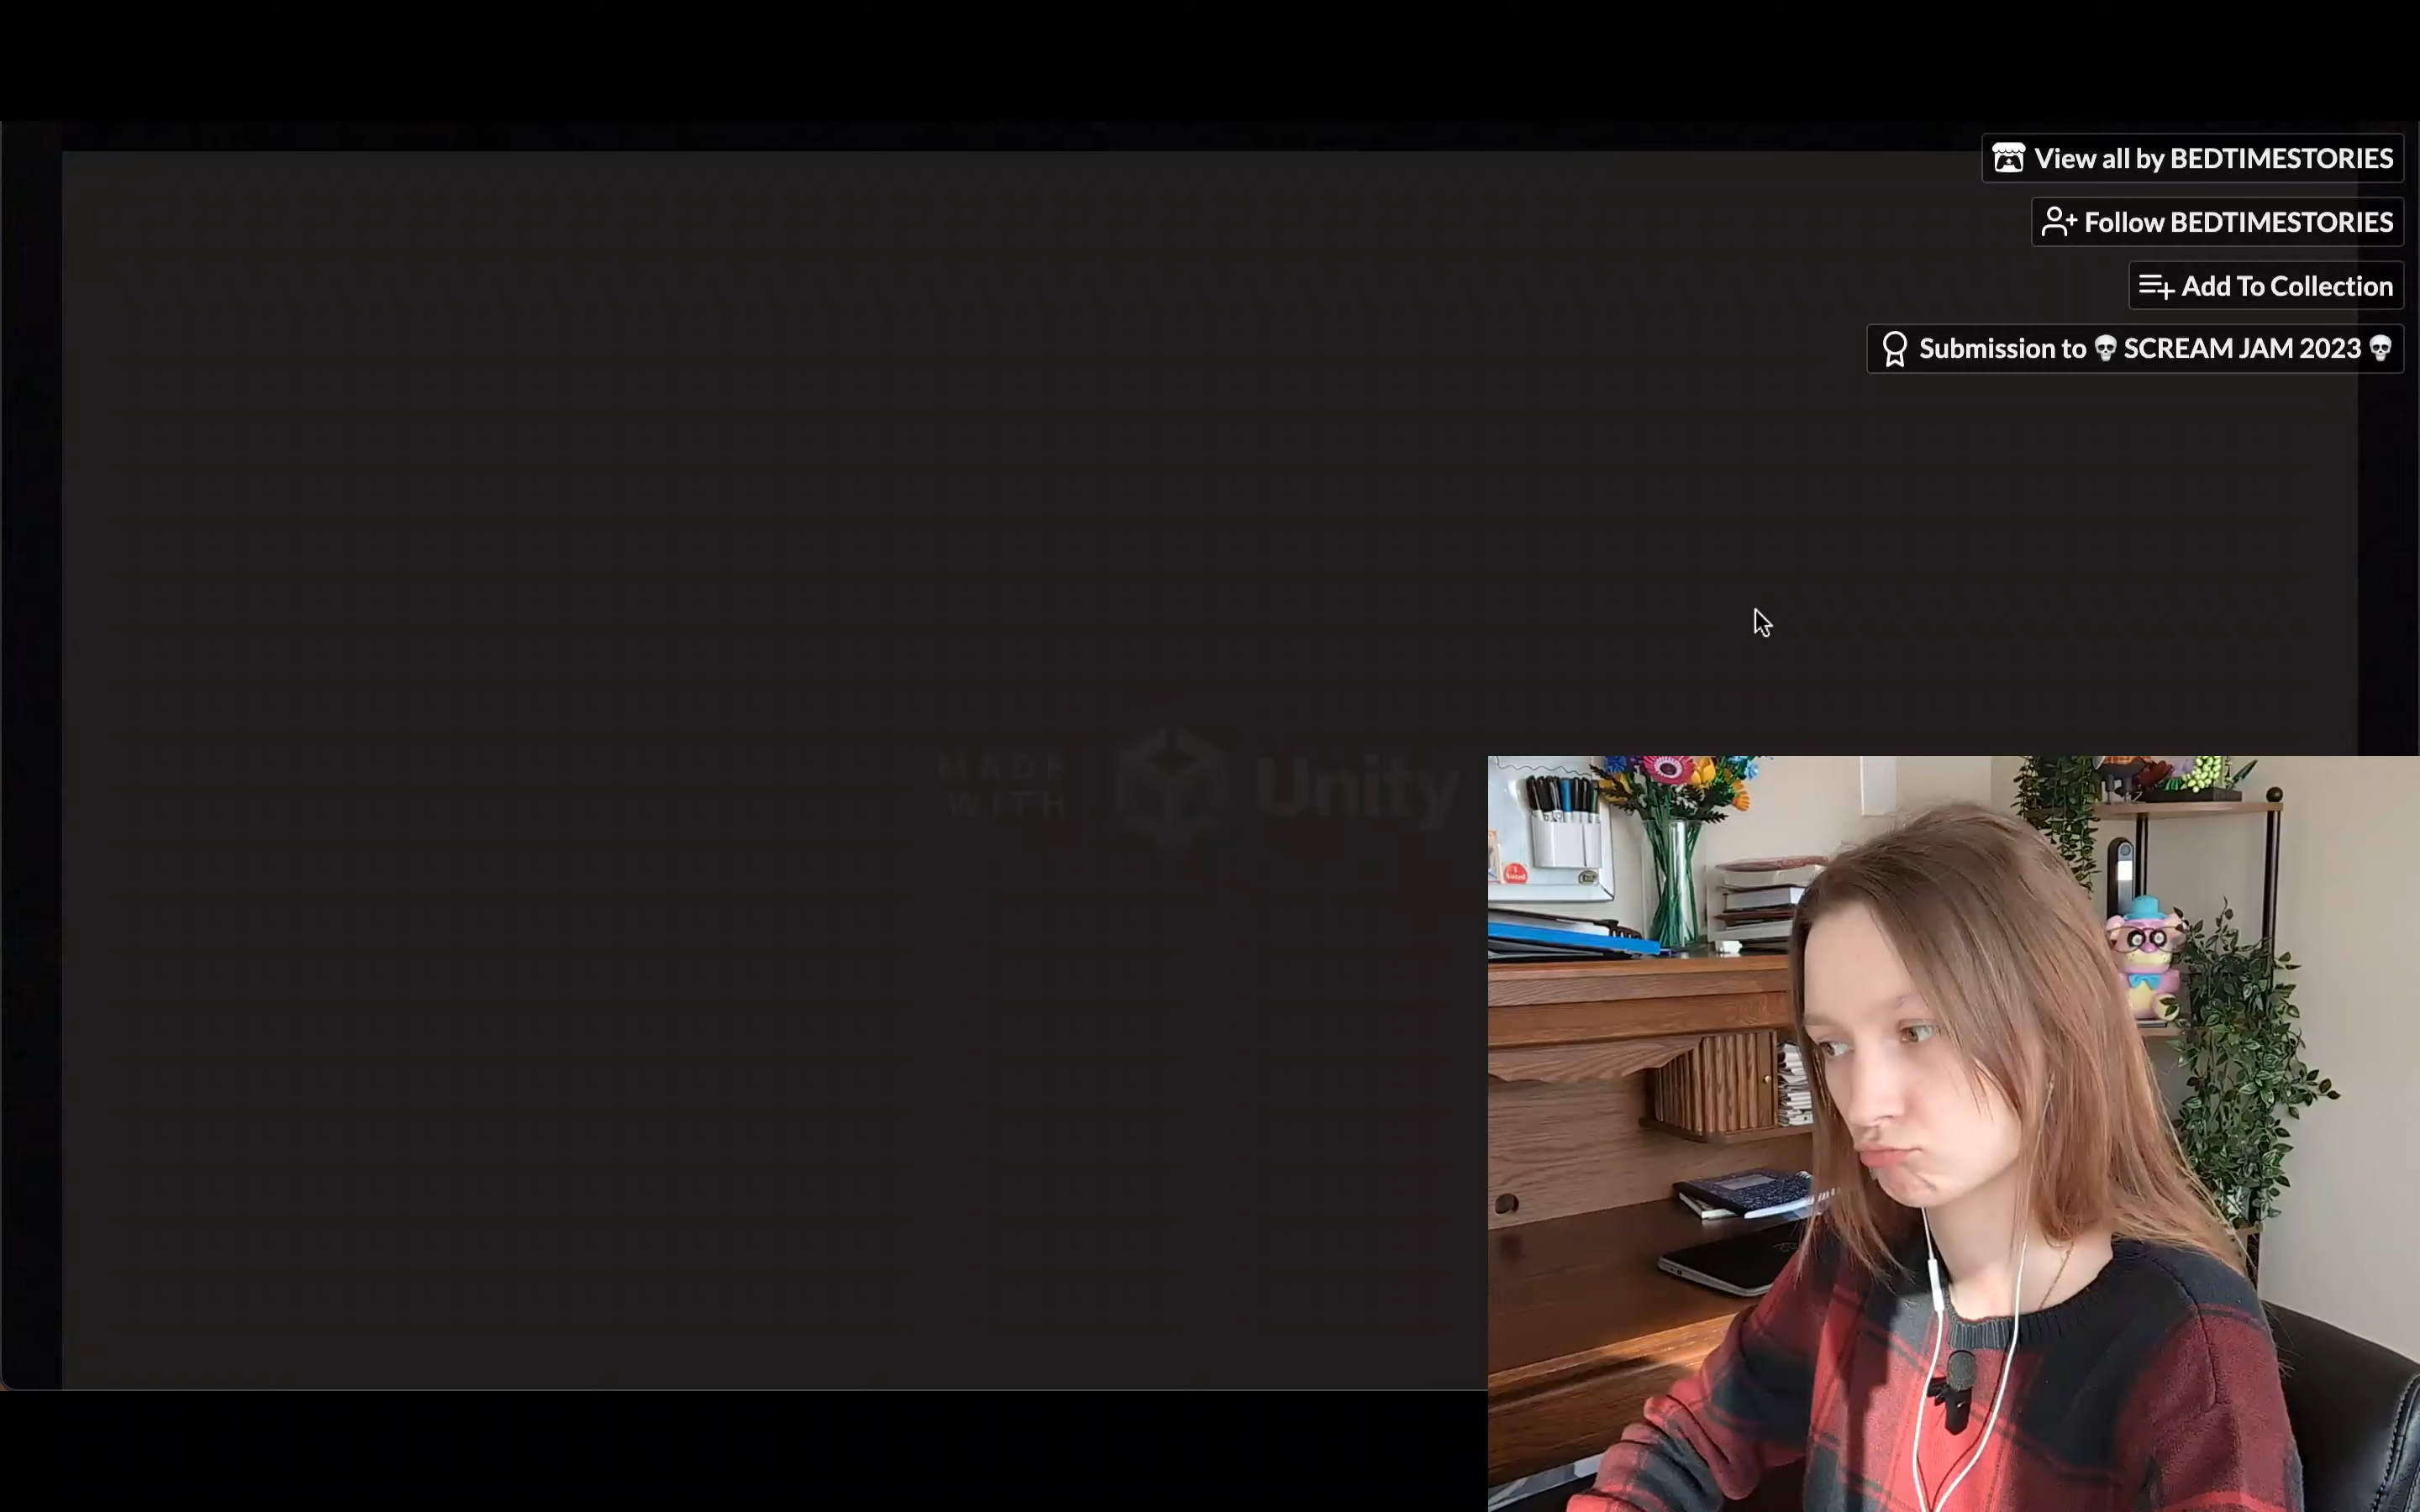 View all by BEDTIMESTORIES
Follow BEDTIMESTORIES
Add To Collection
Submission to 💀 SCREAM JAM 2023 💀
MADE
WITH
Unity